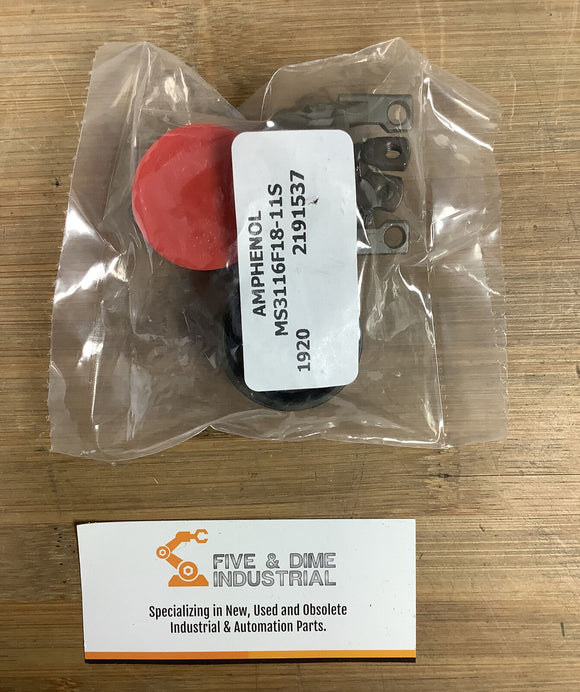 AMPHENOL
MS3116F18-11S
1920 2191537
FIVE & DIME
INDUSTRIAL
Specializing in New, Used and Obsolete
Industrial & Automation Parts.